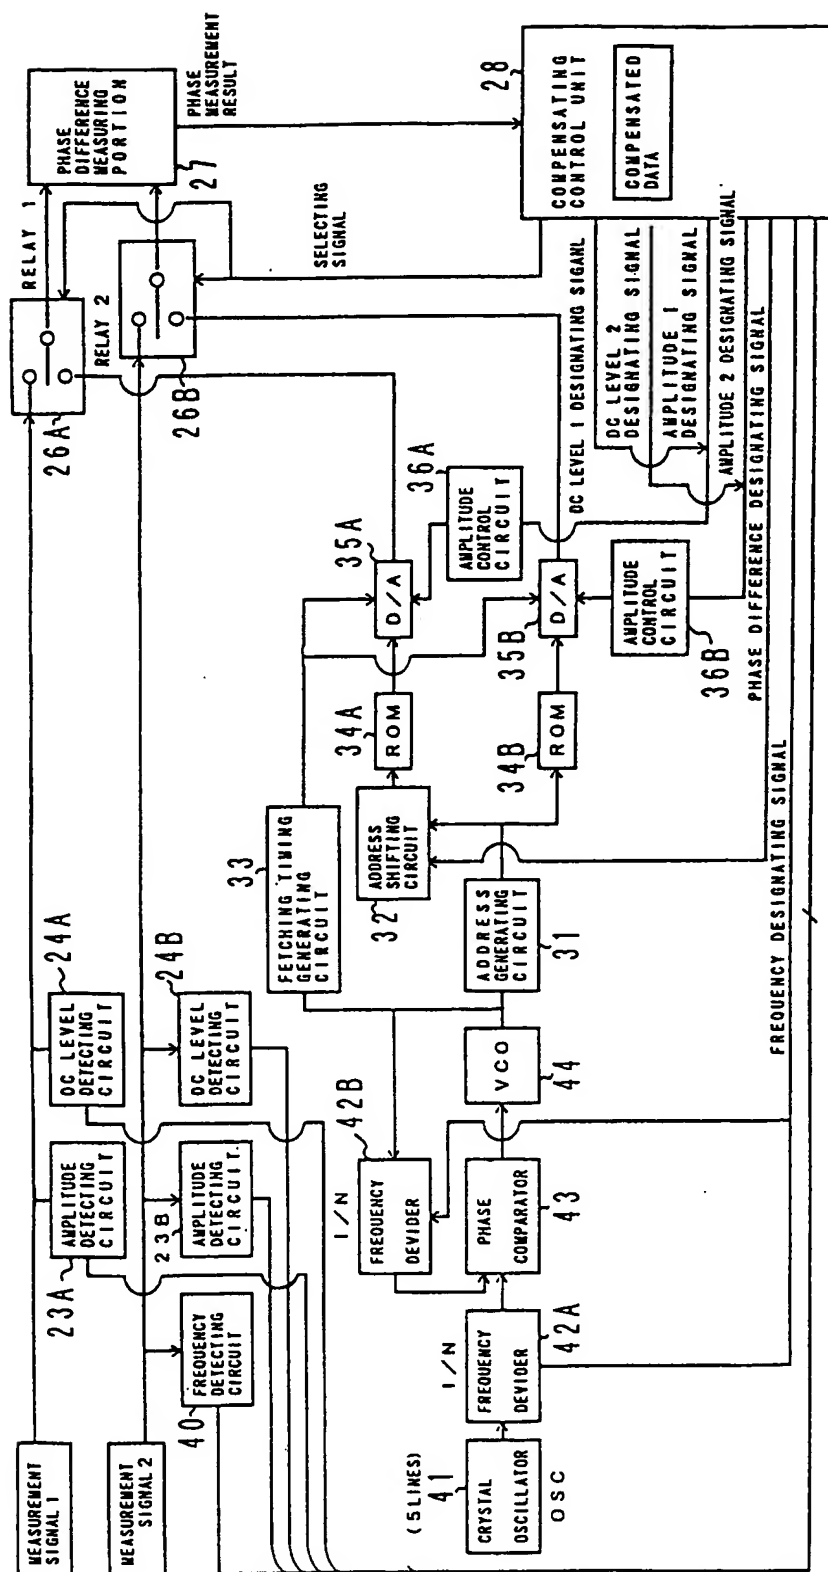 MEASUREMENT
SIGNAL 1
MEASUREMENT
SIGNAL 2
23A
AMPLITUDE
DETECTING
CIRCUIT
24A
DC LEVEL
DETECTING
CIRCUIT
40
FREQUENCY
DETECTING
CIRCUIT
23B
AMPLITUDE
DETECTING
CIRCUIT
24B
DC LEVEL
DETECTING
CIRCUIT
26A
RELAY 1
RELAY 2
26B
PHASE
DIFFERENCE
MEASURING
PORTION
27
PHASE
MEASUREMENT
RESULT
SELECTING
SIGNAL
28
COMPENSATING
CONTROL UNIT
COMPENSATED
DATA
33
FETCHING TIMING
GENERATING
CIRCUIT
32
ADDRESS
SHIFTING
CIRCUIT
34A
ROM
35A
D/A
36A
AMPLITUDE
CONTROL
CIRCUIT
34B
ROM
35B
D/A
36B
AMPLITUDE
CONTROL
CIRCUIT
DC LEVEL 1 DESIGNATING SIGANL
DC LEVEL 2
DESIGNATING SIGNAL
AMPLITUDE 1
DESIGNATING SIGNAL
AMPLITUDE 2 DESIGNATING SIGNAL
PHASE DIFFERENCE DESIGNATING SIGNAL
FREQUENCY DESIGNATING SIGNAL
(5LINES)
41
CRYSTAL
OSCILLATOR
OSC
1/N
FREQUENCY
DEVIDER
42A
1/N
FREQUENCY
DEVIDER
42B
PHASE
COMPARATOR
43
VCO
44
ADDRESS
GENERATING
CIRCUIT
31